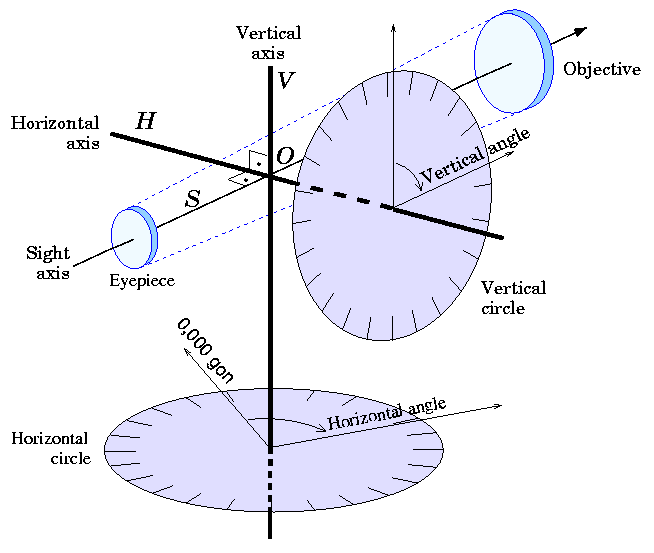 Vertical
axis
V
Objective
H
Horizontal
axis
O
Vertical angle
S
Sight
axis
Eyepiece
Vertical
circle
0,000 gon
Horizontal angle
Horizontal
circle